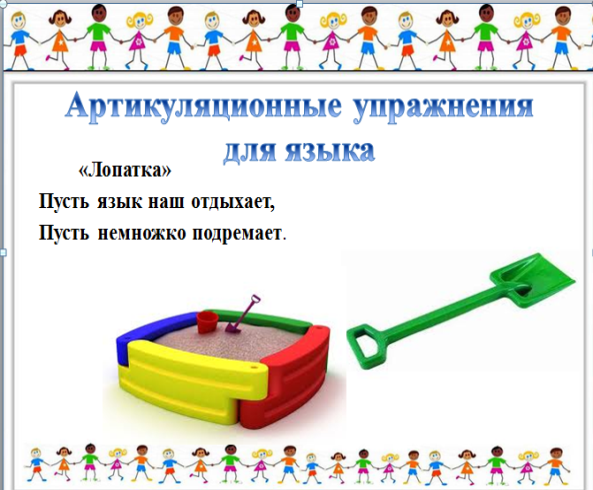 Артикуляционные упражнения
для языка
«Лопатка»
Пусть язык наш отдыхает,
Пусть немножко подремает.